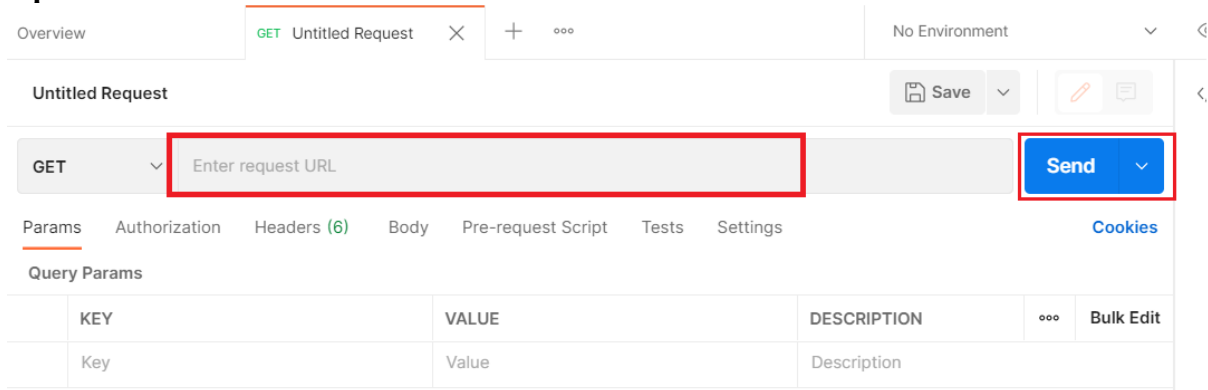 Overview GET Untitled Request No Environment
Untitled Request Save
GET Enter request URL Send
Params Authorization Headers (6) Body Pre-request Script Tests Settings Cookies
Query Params
KEY VALUE DESCRIPTION Bulk Edit
Key Value Description